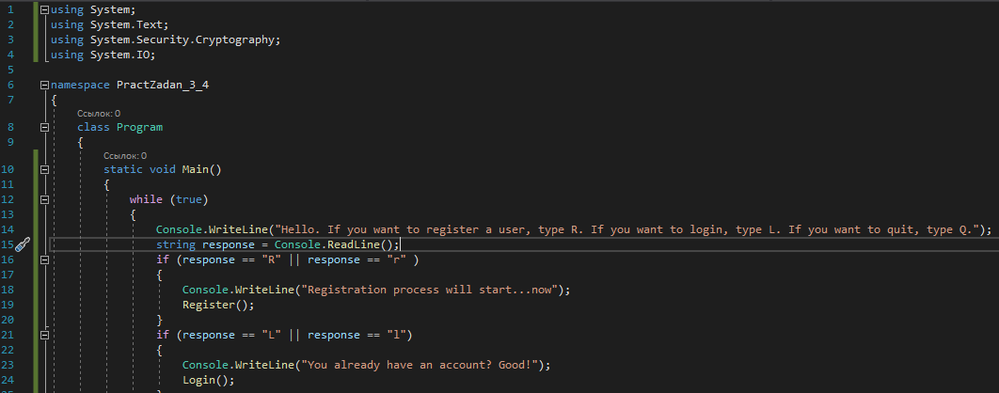 1 using System;
2 using System.Text;
3 using System.Security.Cryptography;
4 using System.IO;
5
6 namespace PractZadan_3_4
7 {
Ссылок: 0
8 class Program
9 {
Ссылок: 0
10 static void Main()
11 {
12 while (true)
13 {
14 Console.WriteLine("Hello. If you want to register a user, type R. If you want to login, type L. If you want to quit, type Q.");
15 string response = Console.ReadLine();
16 if (response == "R" || response == "r" )
17 {
18 Console.WriteLine("Registration process will start...now");
19 Register();
20 }
21 if (response == "L" || response == "l")
22 {
23 Console.WriteLine("You already have an account? Good!");
24 Login();